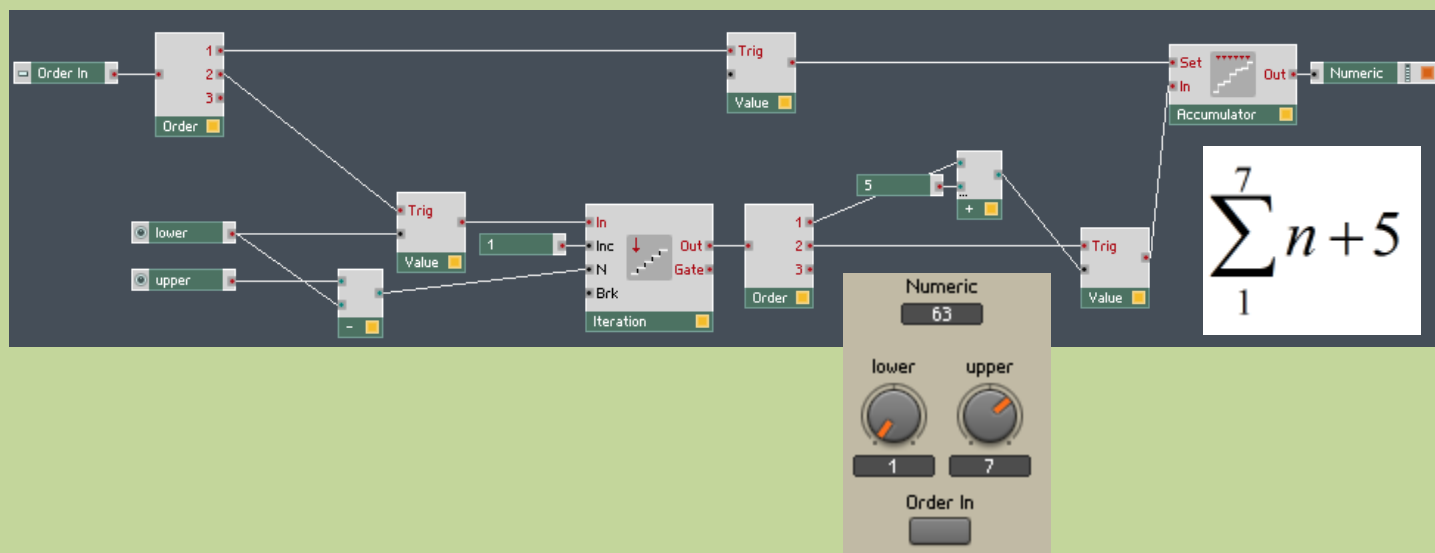 Order In
1
2
3
Order
Trig
Value
Set
In
Out
Accumulator
Numeric
lower
upper
-
Trig
Value
1
In
Inc
N
Brk
Out
Gate
Iteration
1
2
3
Order
5
...
+
Trig
Value
7
∑ n + 5
1
Numeric
63
lower
upper
1
7
Order In